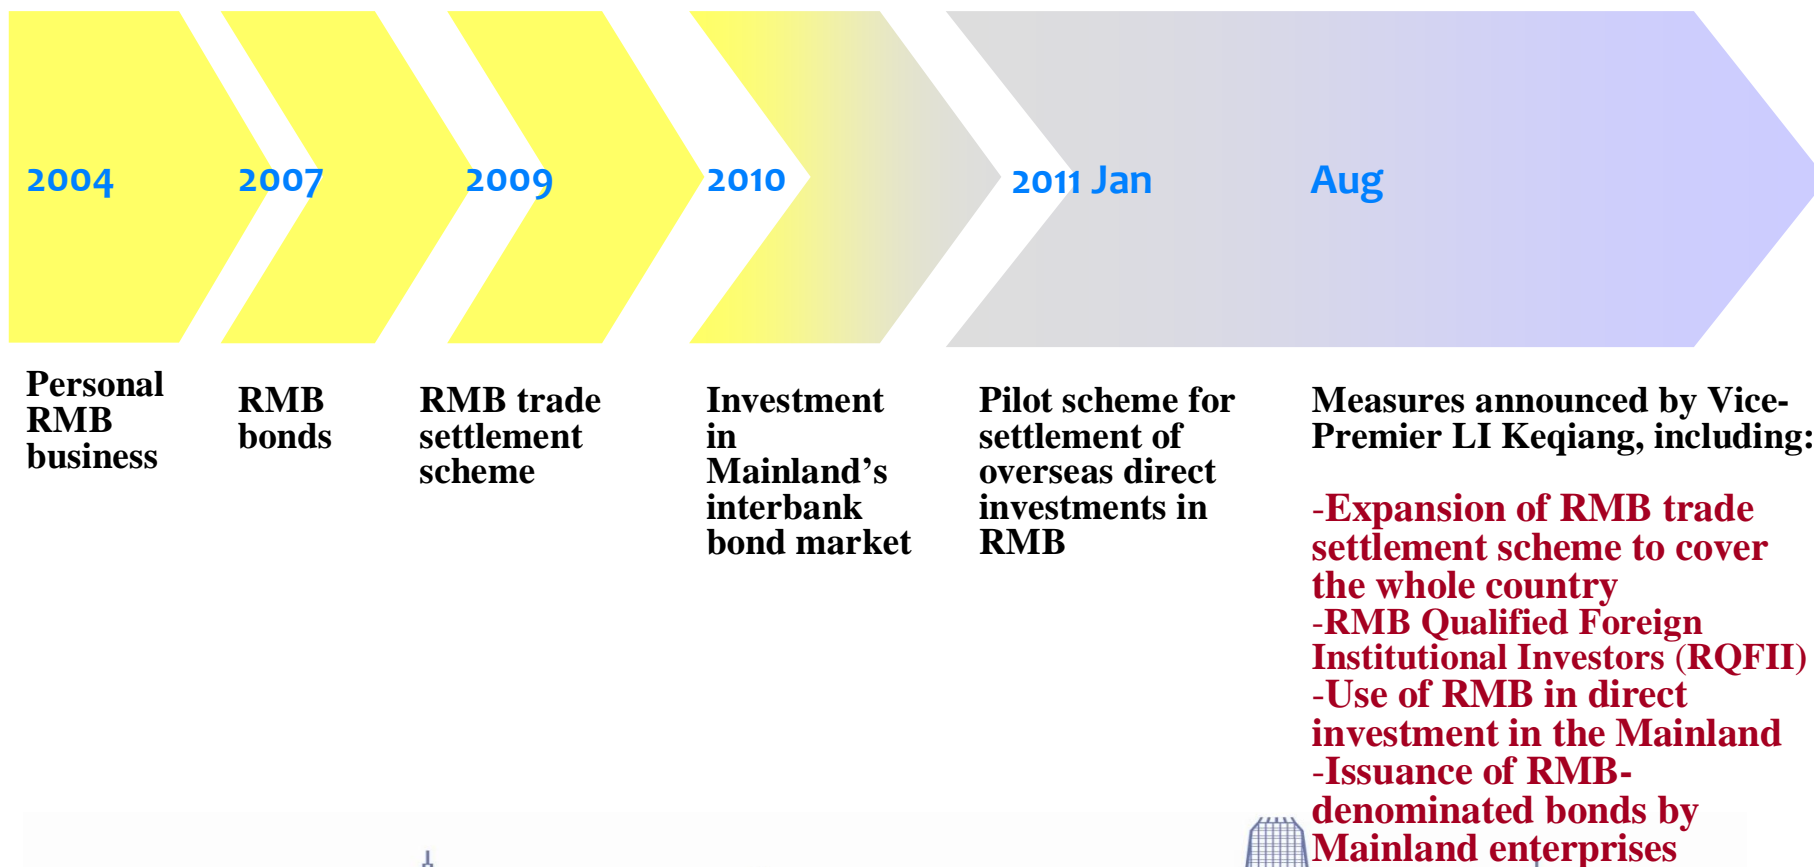 2004
2007
2009
2010
2011 Jan
Aug
Personal
RMB
business
RMB
bonds
RMB trade
settlement
scheme
Investment
in
Mainland’s
interbank
bond market
Pilot scheme for
settlement of
overseas direct
investments in
RMB
Measures announced by Vice-
Premier LI Keqiang, including:
-Expansion of RMB trade
settlement scheme to cover
the whole country
-RMB Qualified Foreign
Institutional Investors (RQFII)
-Use of RMB in direct
investment in the Mainland
-Issuance of RMB-
denominated bonds by
Mainland enterprises